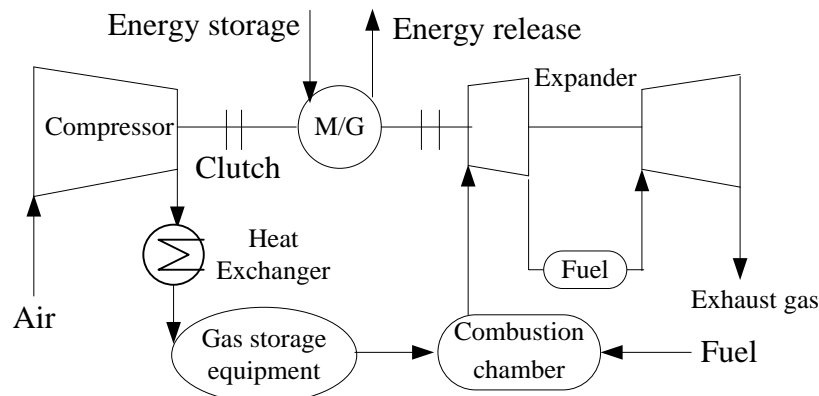 Energy storage
Energy release
Expander
Compressor
M/G
Clutch
Heat
Exchanger
Fuel
Exhaust gas
Air
Gas storage
equipment
Combustion
chamber
Fuel